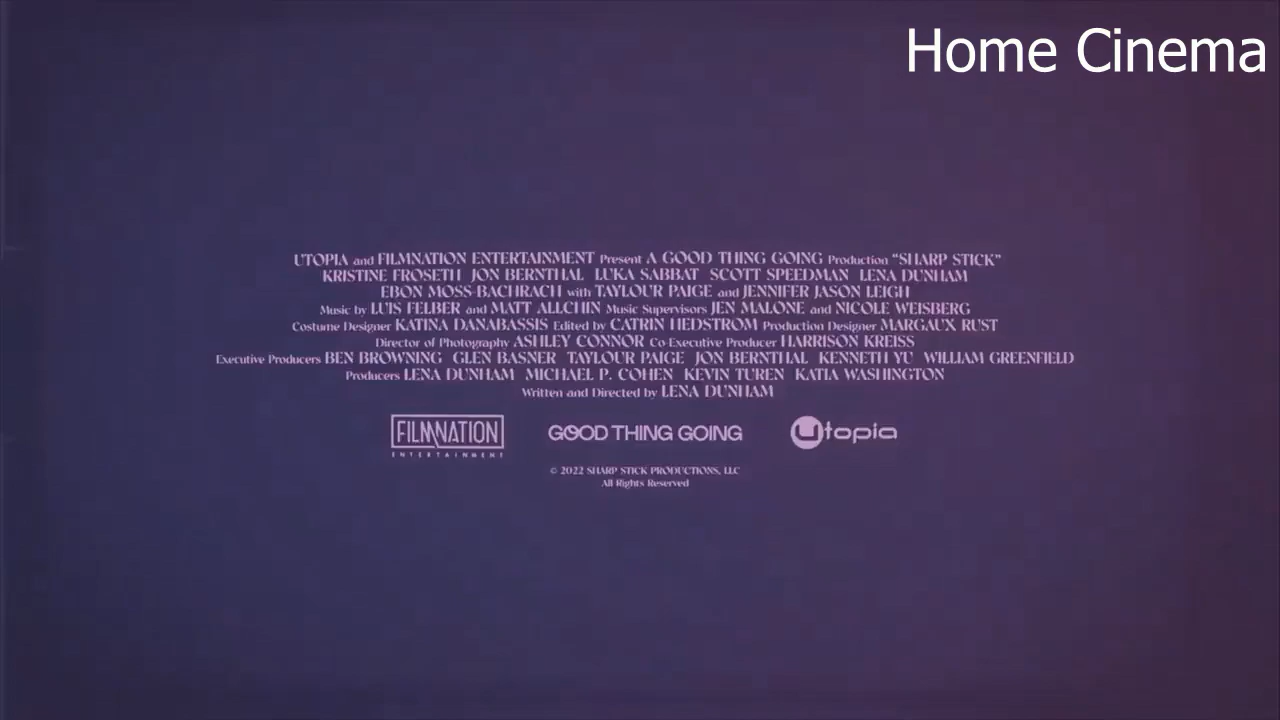 Home Cinema
UTOPIA and FILMNATION ENTERTAINMENT Present A GOOD THING GOING Production "SHARP STICK"
KRISTINE FROSETH JON BERNTHAL LUKA SABBAT SCOTT SPEEDMAN LENA DUNHAM
EBON MOSS-BACHRACH with TAYLOUR PAIGE and JENNIFER JASON LEIGH
Music by LUIS FELBER and MATT ALLCHIN Music Supervisors JEN MALONE and NICOLE WEISBERG
Costume Designer KATINA DANABASSIS Edited by CATRIN HEDSTROM Production Designer MARGAUX RUST
Director of Photography ASHLEY CONNOR Co-Executive Producer HARRISON KREISS
Executive Producers BEN BROWNING GLEN BASNER TAYLOUR PAIGE JON BERNTHAL KENNETH YU WILLIAM GREENFIELD
Producers LENA DUNHAM MICHAEL P. COHEN KEVIN TUREN KATIA WASHINGTON
Written and Directed by LENA DUNHAM
FILMNATION GOOD THING GOING utopia
ENTERTAINMENT
© 2022 SHARP STICK PRODUCTIONS, LLC
All Rights Reserved